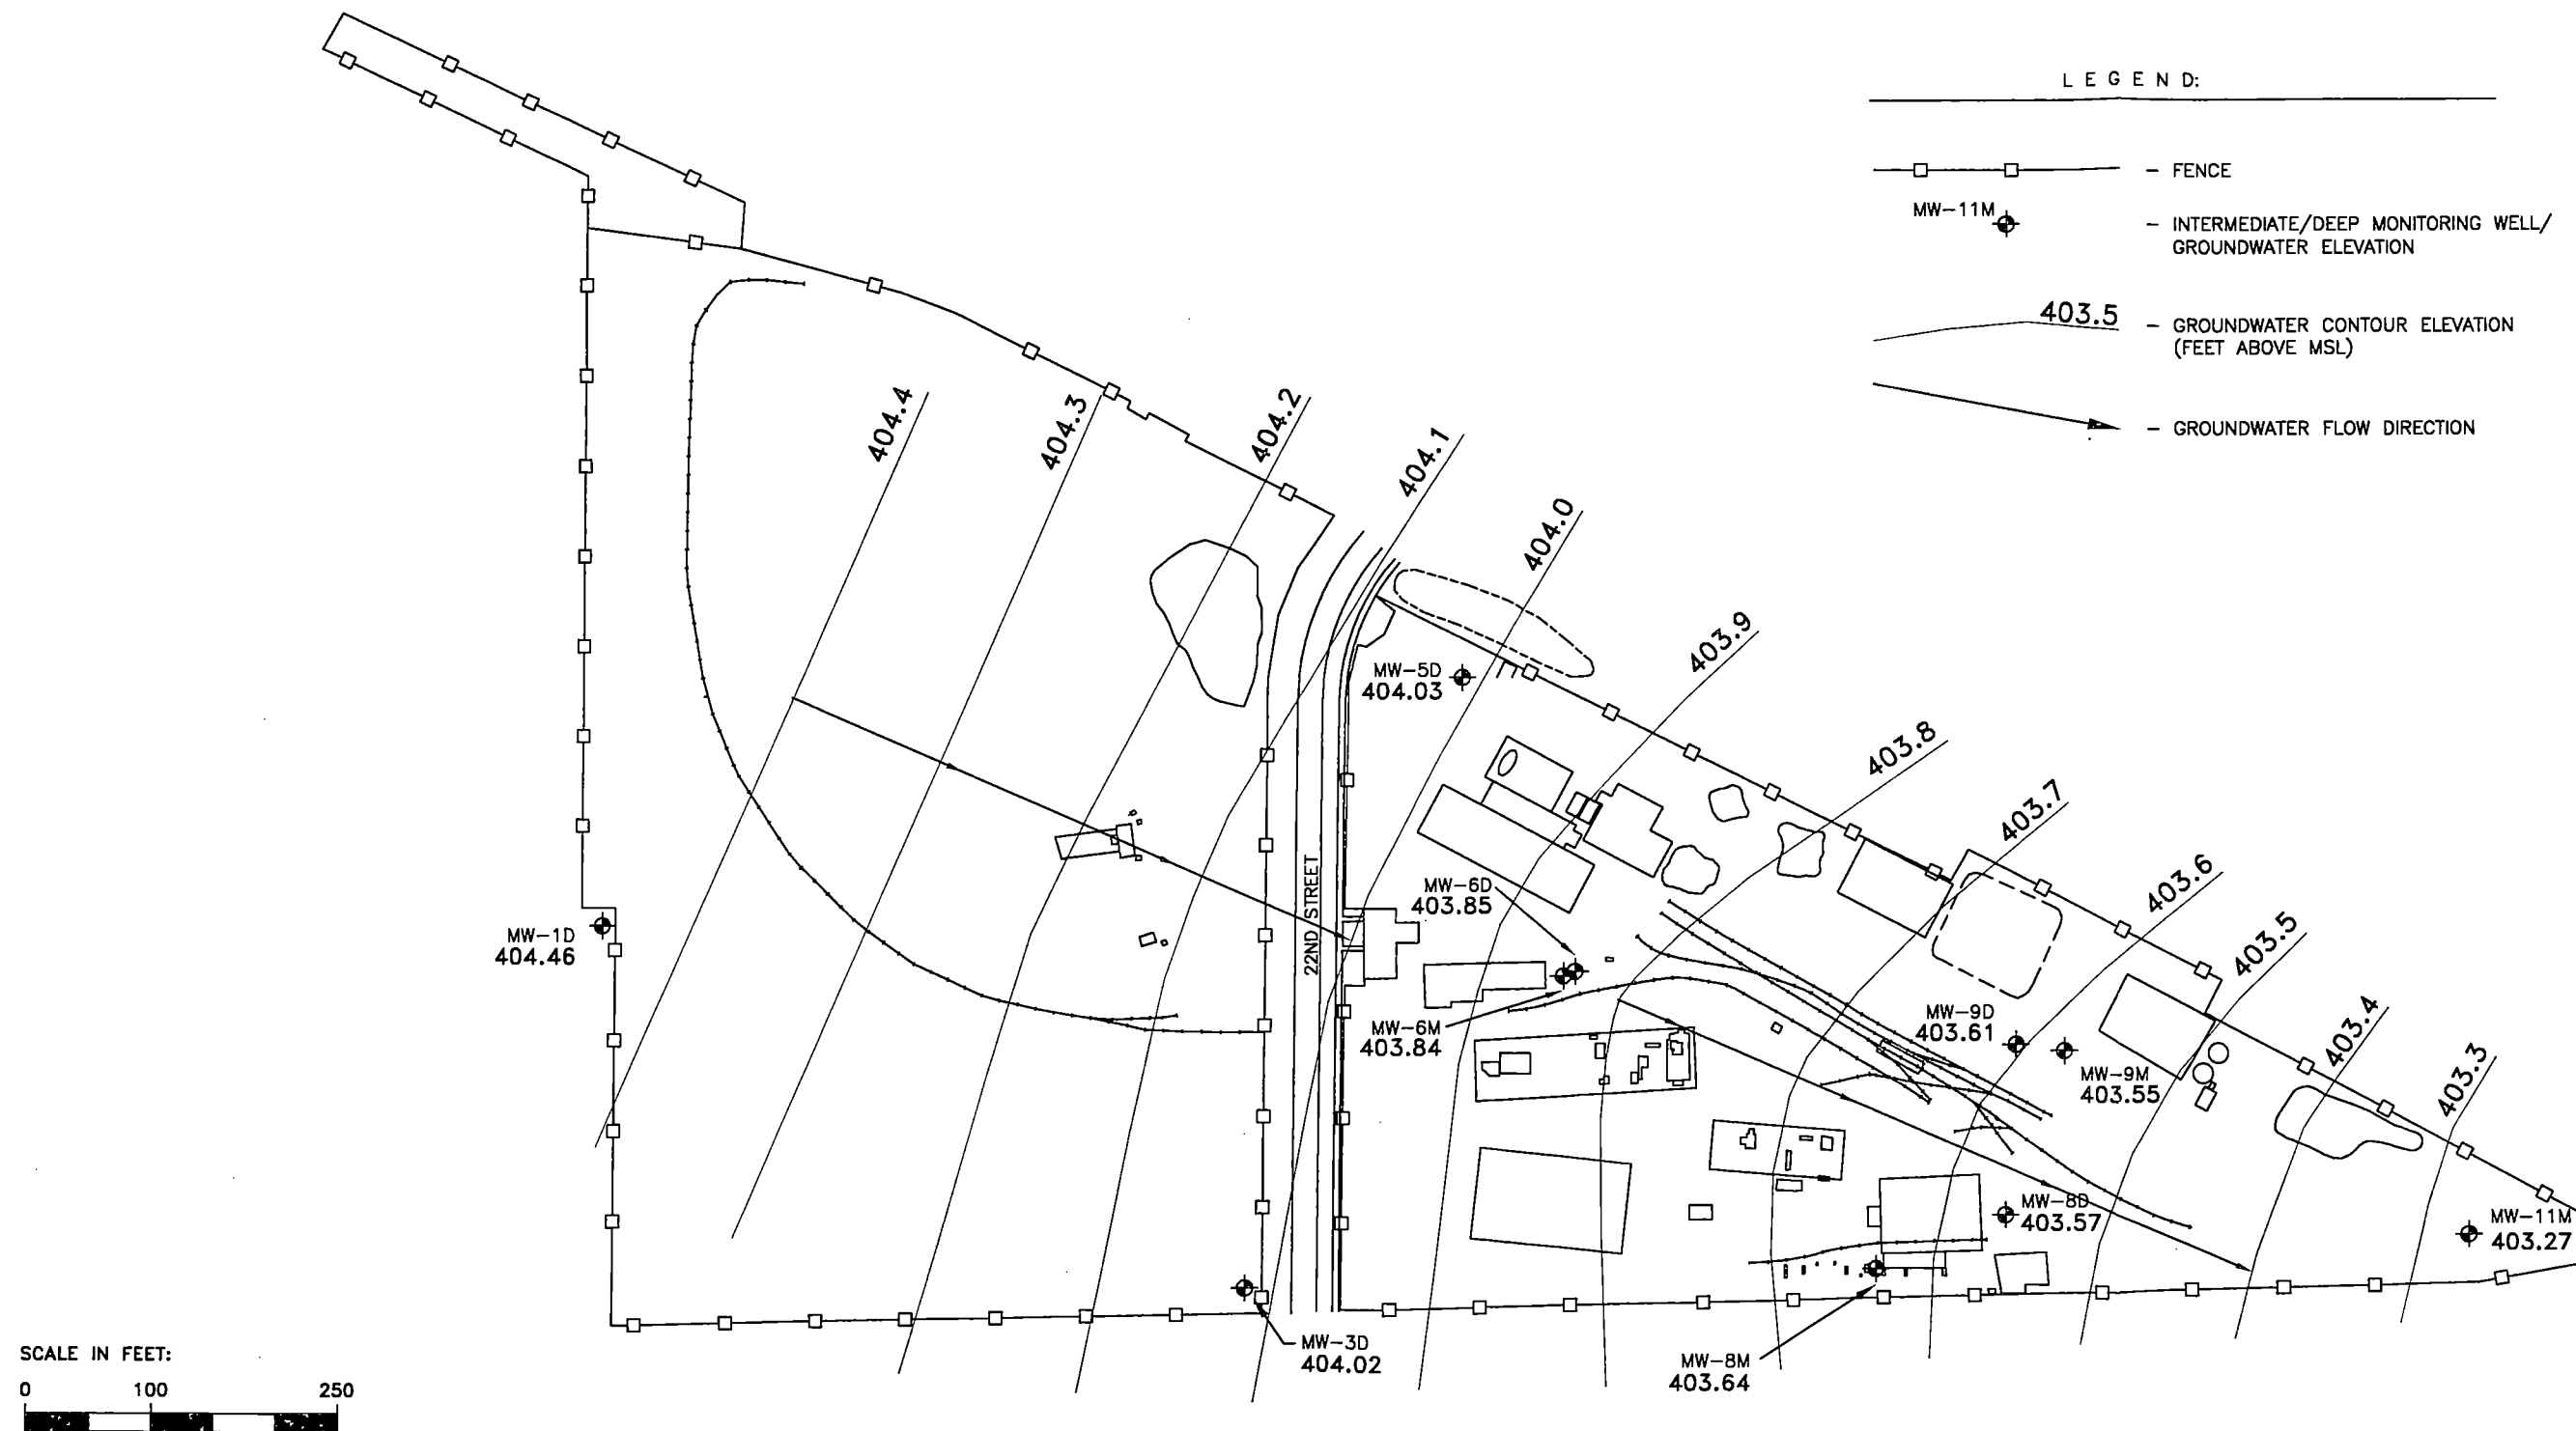 L E G E N D:
— FENCE
MW-11M
— INTERMEDIATE/DEEP MONITORING WELL/
GROUNDWATER ELEVATION
403.5
— GROUNDWATER CONTOUR ELEVATION
(FEET ABOVE MSL)
— GROUNDWATER FLOW DIRECTION
404.4
404.3
404.2
404.1
404.0
403.9
403.8
403.7
403.6
403.5
403.4
403.3
MW-5D
404.03
22ND STREET
MW-6D
403.85
MW-1D
404.46
MW-6M
403.84
MW-9D
403.61
MW-9M
403.55
MW-8D
403.57
MW-11M
403.27
MW-3D
404.02
MW-8M
403.64
SCALE IN FEET:
0 100 250